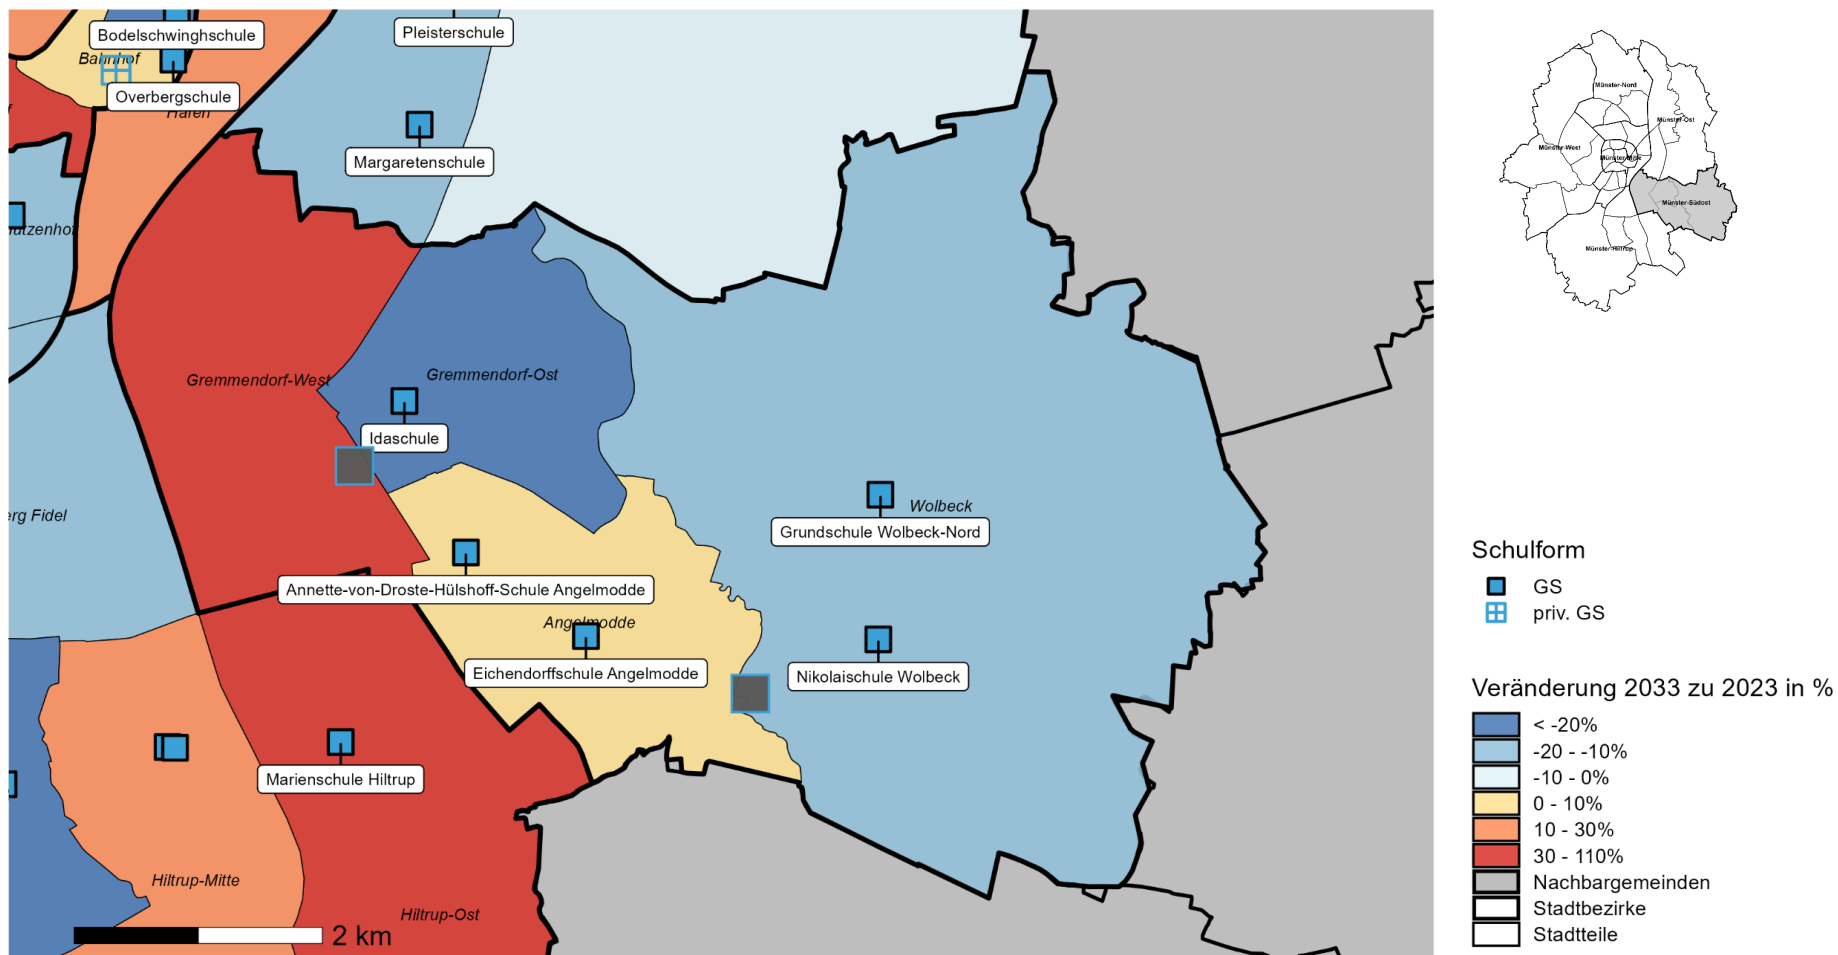 Bodelschwinghschule
Pleisterschule
Bahnhof
Overbergschule
Hafen
Margaretenschule
Gremmendorf-West
Gremmendorf-Ost
Idaschule
erg Fidel
Wolbeck
Grundschule Wolbeck-Nord
Annette-von-Droste-Hülshoff-Schule Angelmodde
Angelmodde
Eichendorffschule Angelmodde
Nikolaischule Wolbeck
Marienschule Hiltrup
Hiltrup-Mitte
Hiltrup-Ost
2 km
Münster-Nord
Münster-Ost
Münster-West
Münster-Mitte
Münster-Südost
Münster-Hiltrup
Schulform
GS
priv. GS
Veränderung 2033 zu 2023 in %
< -20%
-20 - -10%
-10 - 0%
0 - 10%
10 - 30%
30 - 110%
Nachbargemeinden
Stadtbezirke
Stadtteile